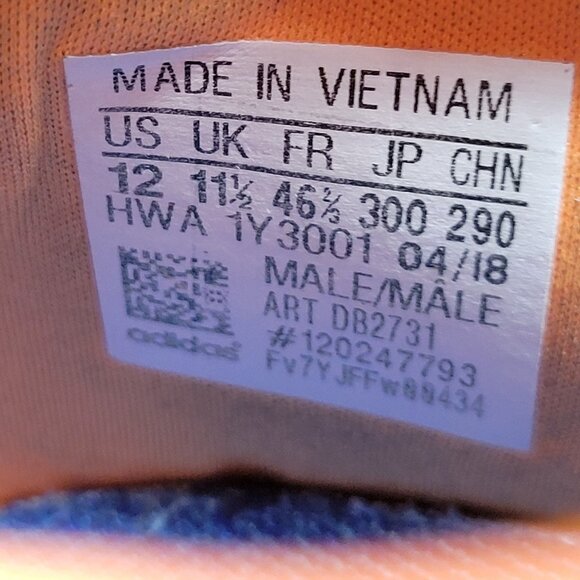 MADE IN VIETNAM
US UK FR JP CHN
12 11½ 46⅔ 300 290
HWA 1Y3001 04/18
MALE/MÂLE
ART DB2731
#120247793
adidas